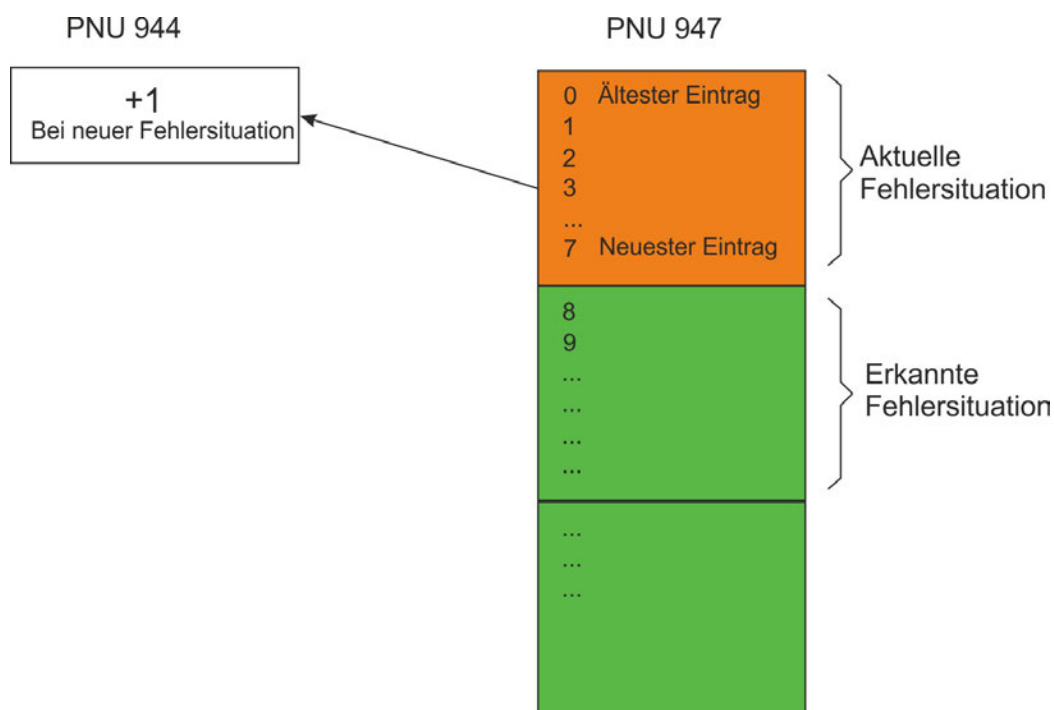 PNU 944
PNU 947
+1
Bei neuer Fehlersituation
0 Ältester Eintrag
1
2
3
...
7 Neuester Eintrag
Aktuelle
Fehlersituation
8
9
...
...
...
...
Erkannte
Fehlersituation
...
...
...